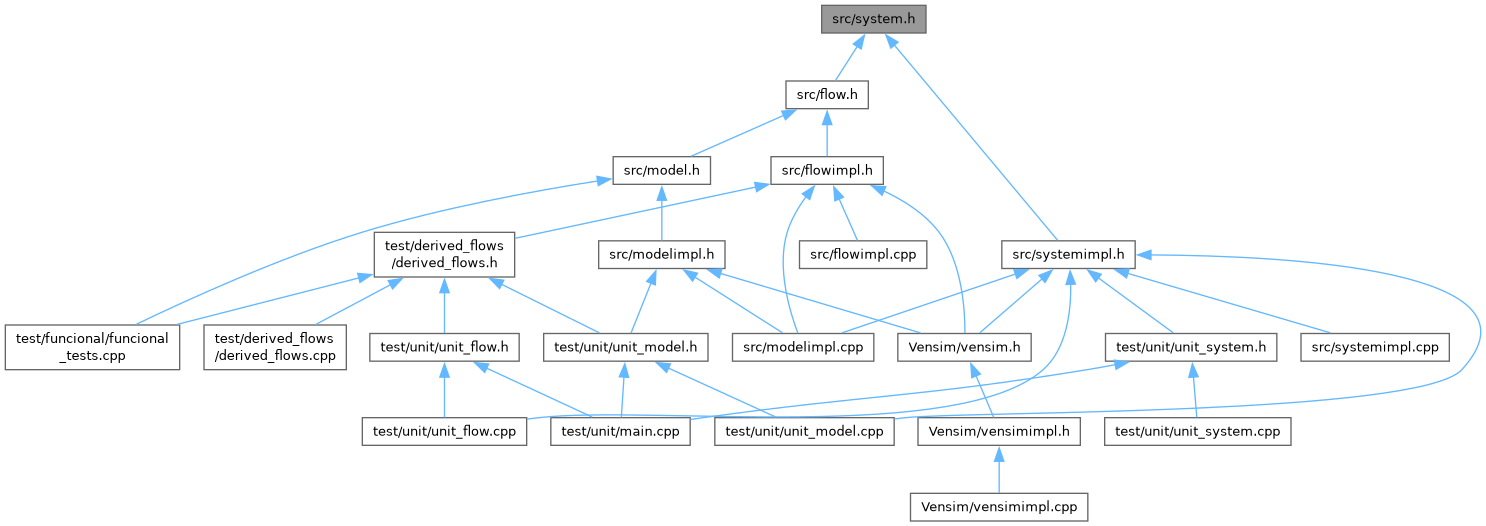 src/system.h
src/flow.h
src/model.h
src/flowimpl.h
test/derived_flows
/derived_flows.h
src/modelimpl.h
src/flowimpl.cpp
src/systemimpl.h
test/funcional/funcional
_tests.cpp
test/derived_flows
/derived_flows.cpp
test/unit/unit_flow.h
test/unit/unit_model.h
src/modelimpl.cpp
Vensim/vensim.h
test/unit/unit_system.h
src/systemimpl.cpp
test/unit/unit_flow.cpp
test/unit/main.cpp
test/unit/unit_model.cpp
Vensim/vensimimpl.h
test/unit/unit_system.cpp
Vensim/vensimimpl.cpp